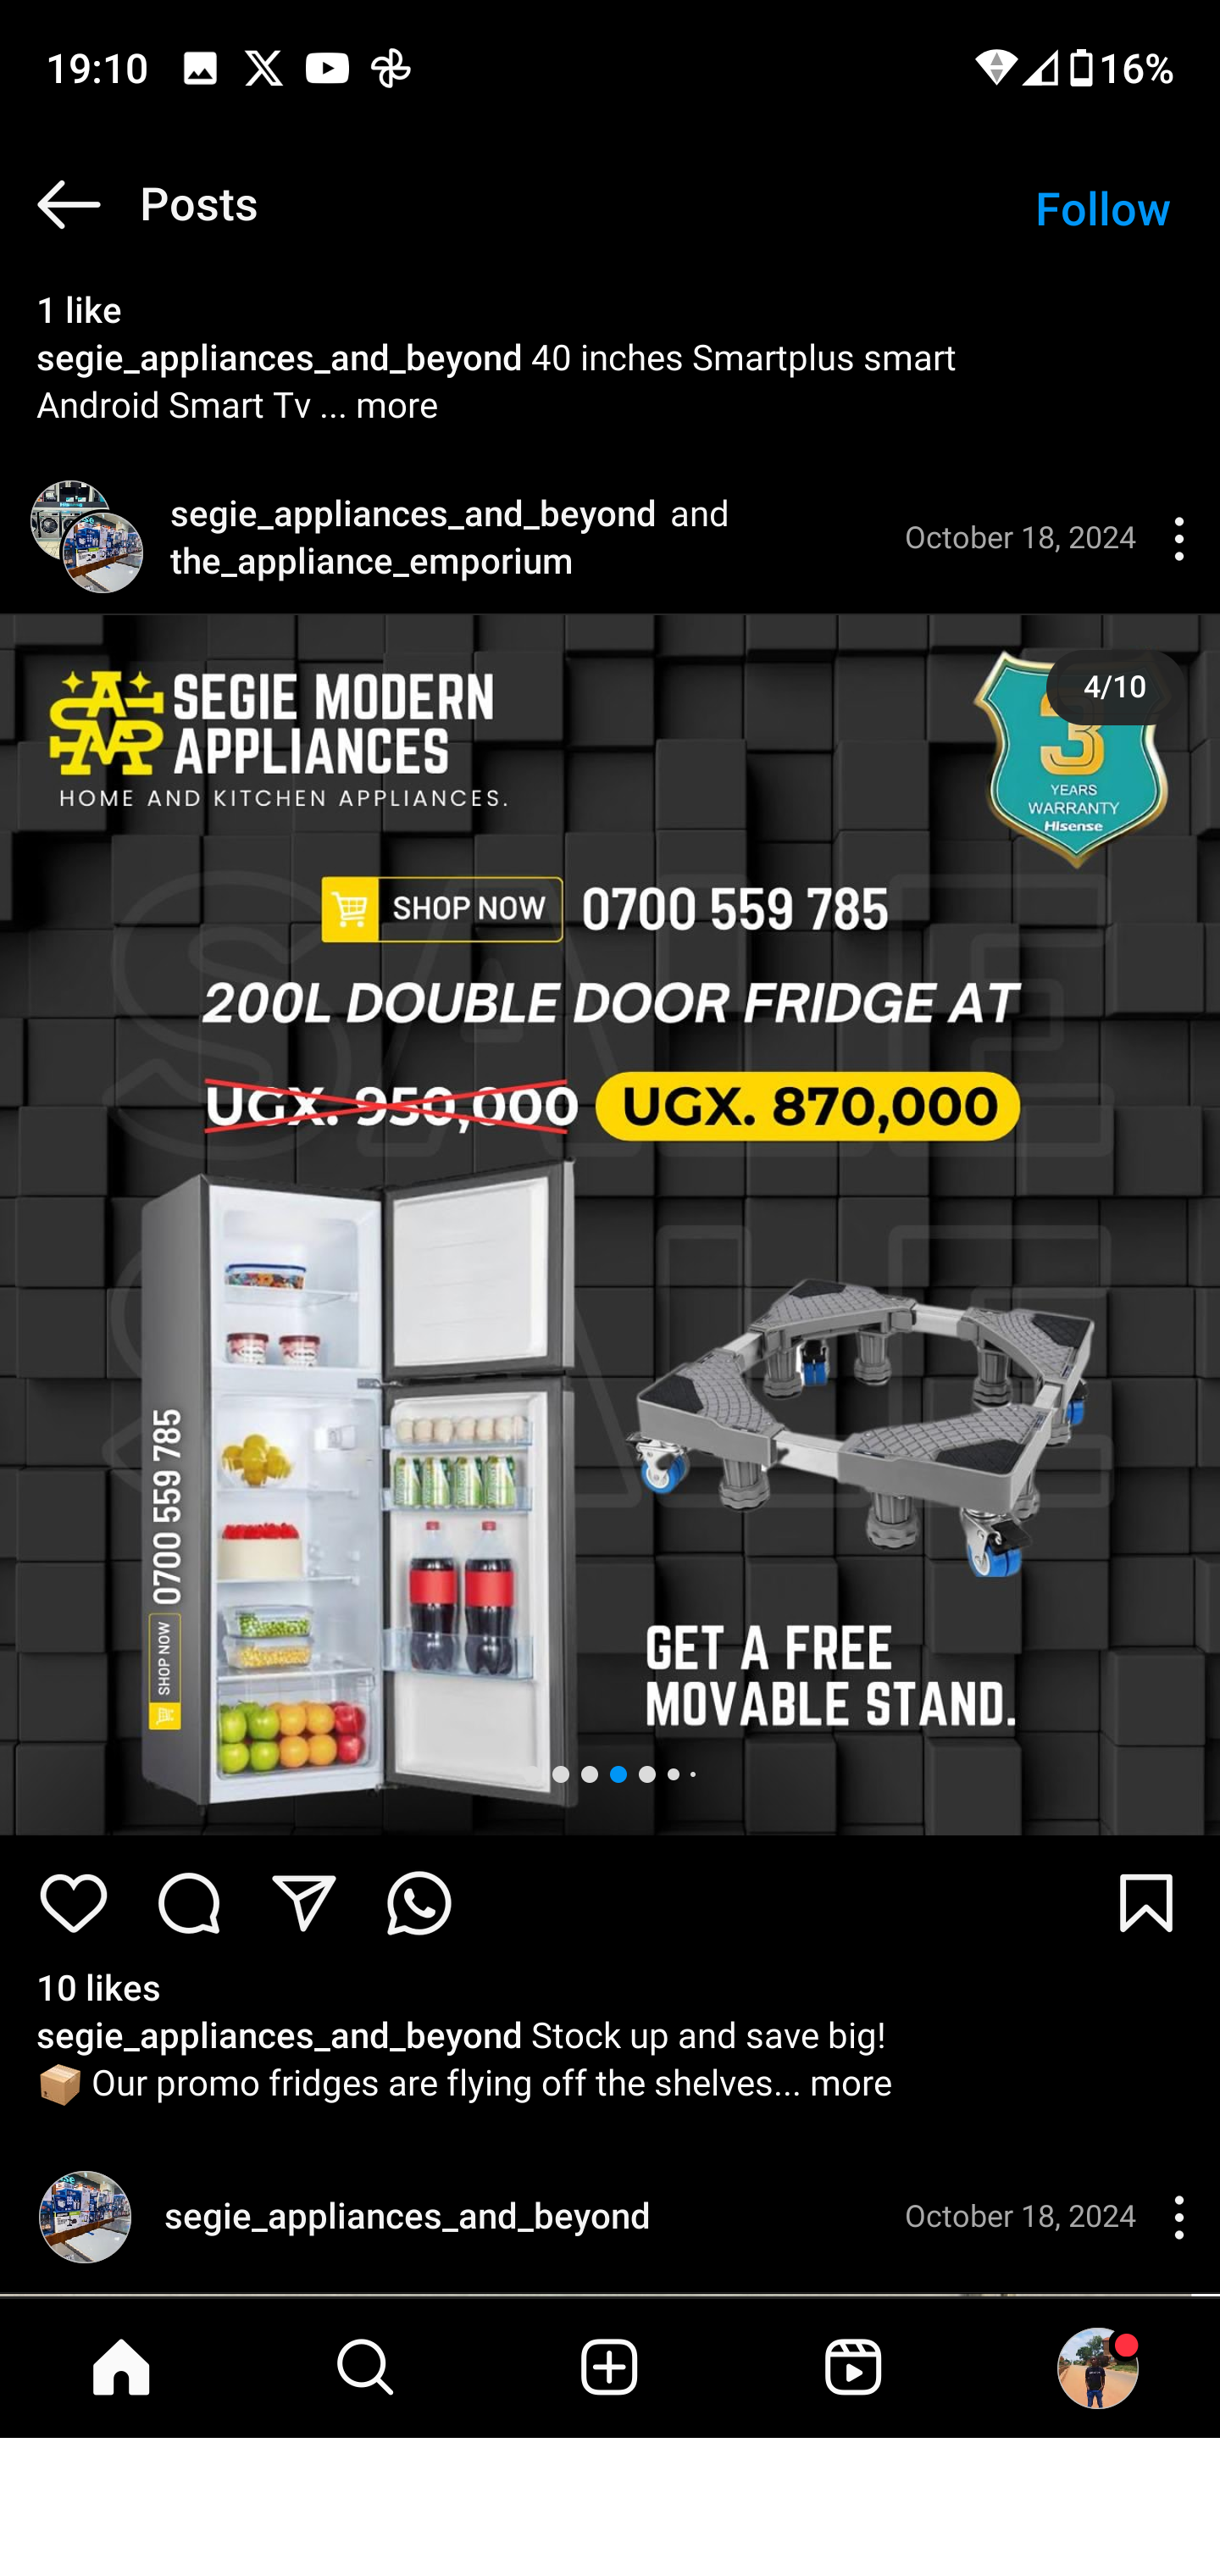 19:10
16%
Posts
Follow
1 like
segie_appliances_and_beyond 40 inches Smartplus smart
Android Smart Tv ... more
segie_appliances_and_beyond and
the_appliance_emporium
October 18, 2024
SEGIE MODERN
APPLIANCES
HOME AND KITCHEN APPLIANCES.
4/10
3
YEARS
WARRANTY
Hisense
SHOP NOW 0700 559 785
200L DOUBLE DOOR FRIDGE AT
UGX. 950,000 UGX. 870,000
SALE
SALE
SHOP NOW 0700 559 785
GET A FREE
MOVABLE STAND.
10 likes
segie_appliances_and_beyond Stock up and save big!
📦 Our promo fridges are flying off the shelves... more
segie_appliances_and_beyond
October 18, 2024